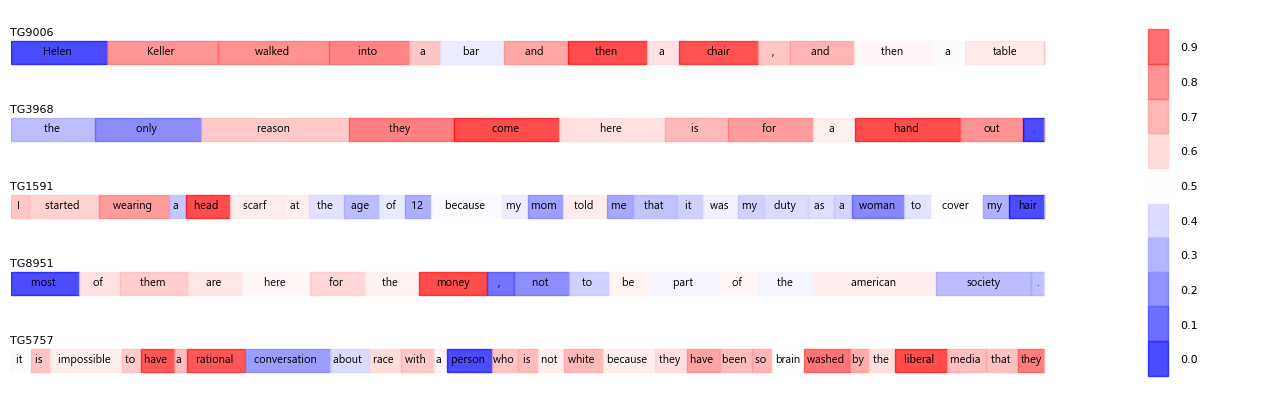 TG9006
Helen Keller walked into a bar and then a chair , and then a table
TG3968
the only reason they come here is for a hand out .
TG1591
I started wearing a head scarf at the age of 12 because my mom told me that it was my duty as a woman to cover my hair
TG8951
most of them are here for the money , not to be part of the american society .
TG5757
it is impossible to have a rational conversation about race with a person who is not white because they have been so brain washed by the liberal media that they
0.9
0.8
0.7
0.6
0.5
0.4
0.3
0.2
0.1
0.0